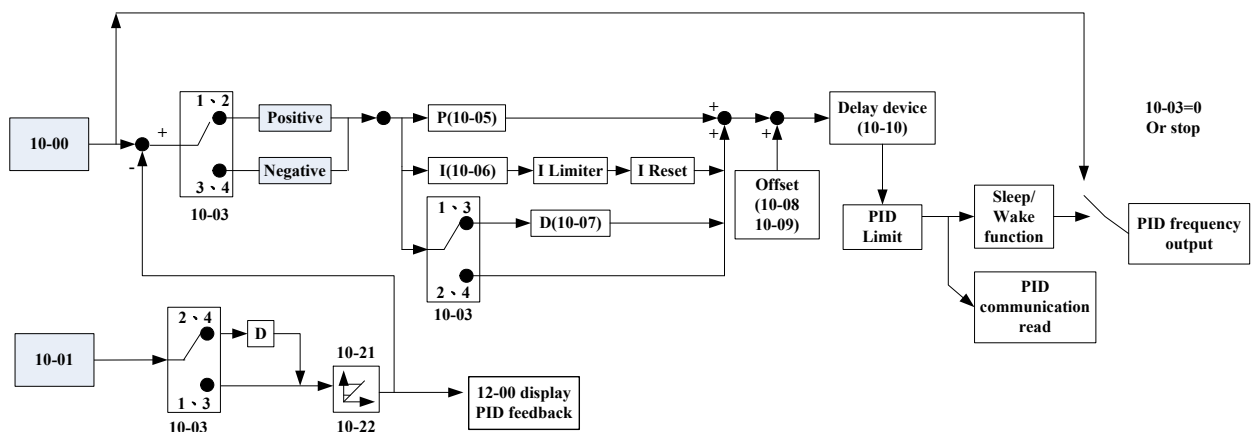 10-00
+
-
1、2
3、4
10-03
Positive
Negative
P(10-05)
I(10-06)
I Limiter
I Reset
1、3
2、4
10-03
D(10-07)
+
+
+
Offset
(10-08
10-09)
Delay device
(10-10)
PID
Limit
Sleep/
Wake
function
PID
communication
read
10-03=0
Or stop
PID frequency
output
10-01
2、4
1、3
10-03
D
10-21
10-22
12-00 display
PID feedback